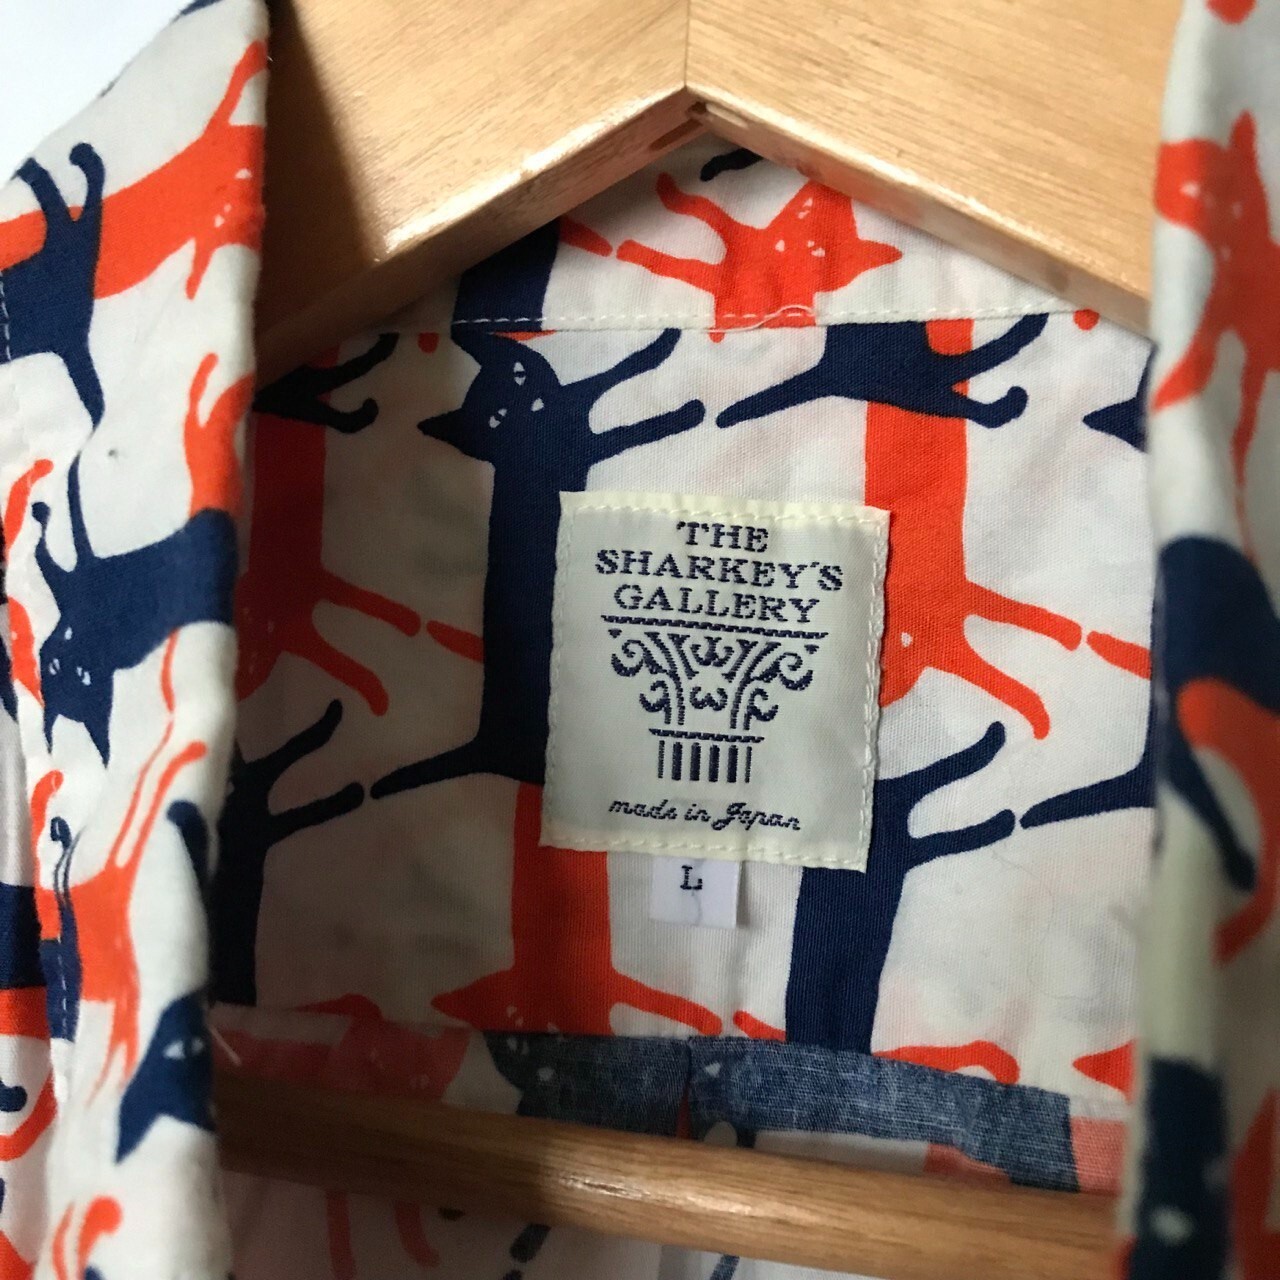 THE
SHARKEY'S
GALLERY
made in Japan
L